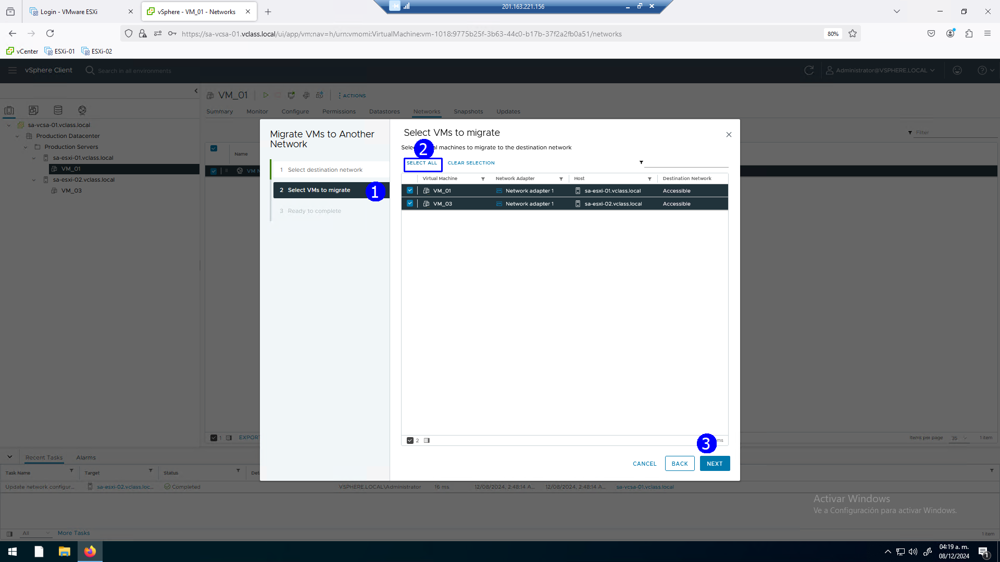 Login - VMware ESXi
vSphere - VM_01 - Networks
201.163.221.156
https://sa-vcsa-01.vclass.local/ui/app/vm;nav=h/urn:vmomi:VirtualMachine:vm-1018:9775b25f-3b63-44c0-b17b-37f2a2fb0a51/networks
80%
vCenter ESXi-01 ESXi-02
vSphere Client
Search in all environments
Administrator@VSPHERE.LOCAL
VM_01
ACTIONS
Summary Monitor Configure Permissions Datastores Networks Snapshots Updates
sa-vcsa-01.vclass.local
Production Datacenter
Production Servers
sa-esxi-01.vclass.local
VM_01
sa-esxi-02.vclass.local
VM_03
Filter
Name
VM N
Migrate VMs to Another
Network
1 Select destination network
2 Select VMs to migrate
3 Ready to complete
1
Select VMs to migrate
2
machines to migrate to the destination network
SELECT ALL CLEAR SELECTION
Virtual Machine Network Adapter Host Destination Network
VM_01 Network adapter 1 sa-esxi-01.vclass.local Accessible
VM_03 Network adapter 1 sa-esxi-02.vclass.local Accessible
2
3
ms
CANCEL BACK NEXT
1 EXPORT
Items per page 35 1 item
Recent Tasks Alarms
Task Name Target Status Det
Update network configur... sa-esxi-02.vclass.loc... Completed VSPHERE.LOCAL\Administrator 16 ms 12/08/2024, 2:48:14 A... 12/08/2024, 2:48:14 A... sa-vcsa-01.vclass.local
Activar Windows
Ve a Configuración para activar Windows.
All More Tasks 1 item
04:19 a. m.
08/12/2024
1